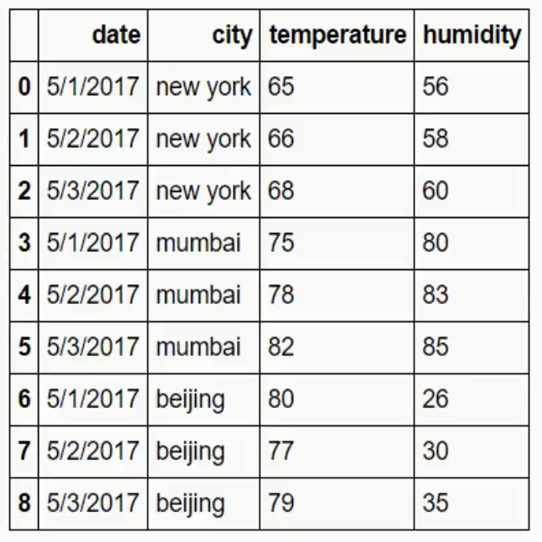 date city temperature humidity
0 5/1/2017 new york 65 56
1 5/2/2017 new york 66 58
2 5/3/2017 new york 68 60
3 5/1/2017 mumbai 75 80
4 5/2/2017 mumbai 78 83
5 5/3/2017 mumbai 82 85
6 5/1/2017 beijing 80 26
7 5/2/2017 beijing 77 30
8 5/3/2017 beijing 79 35